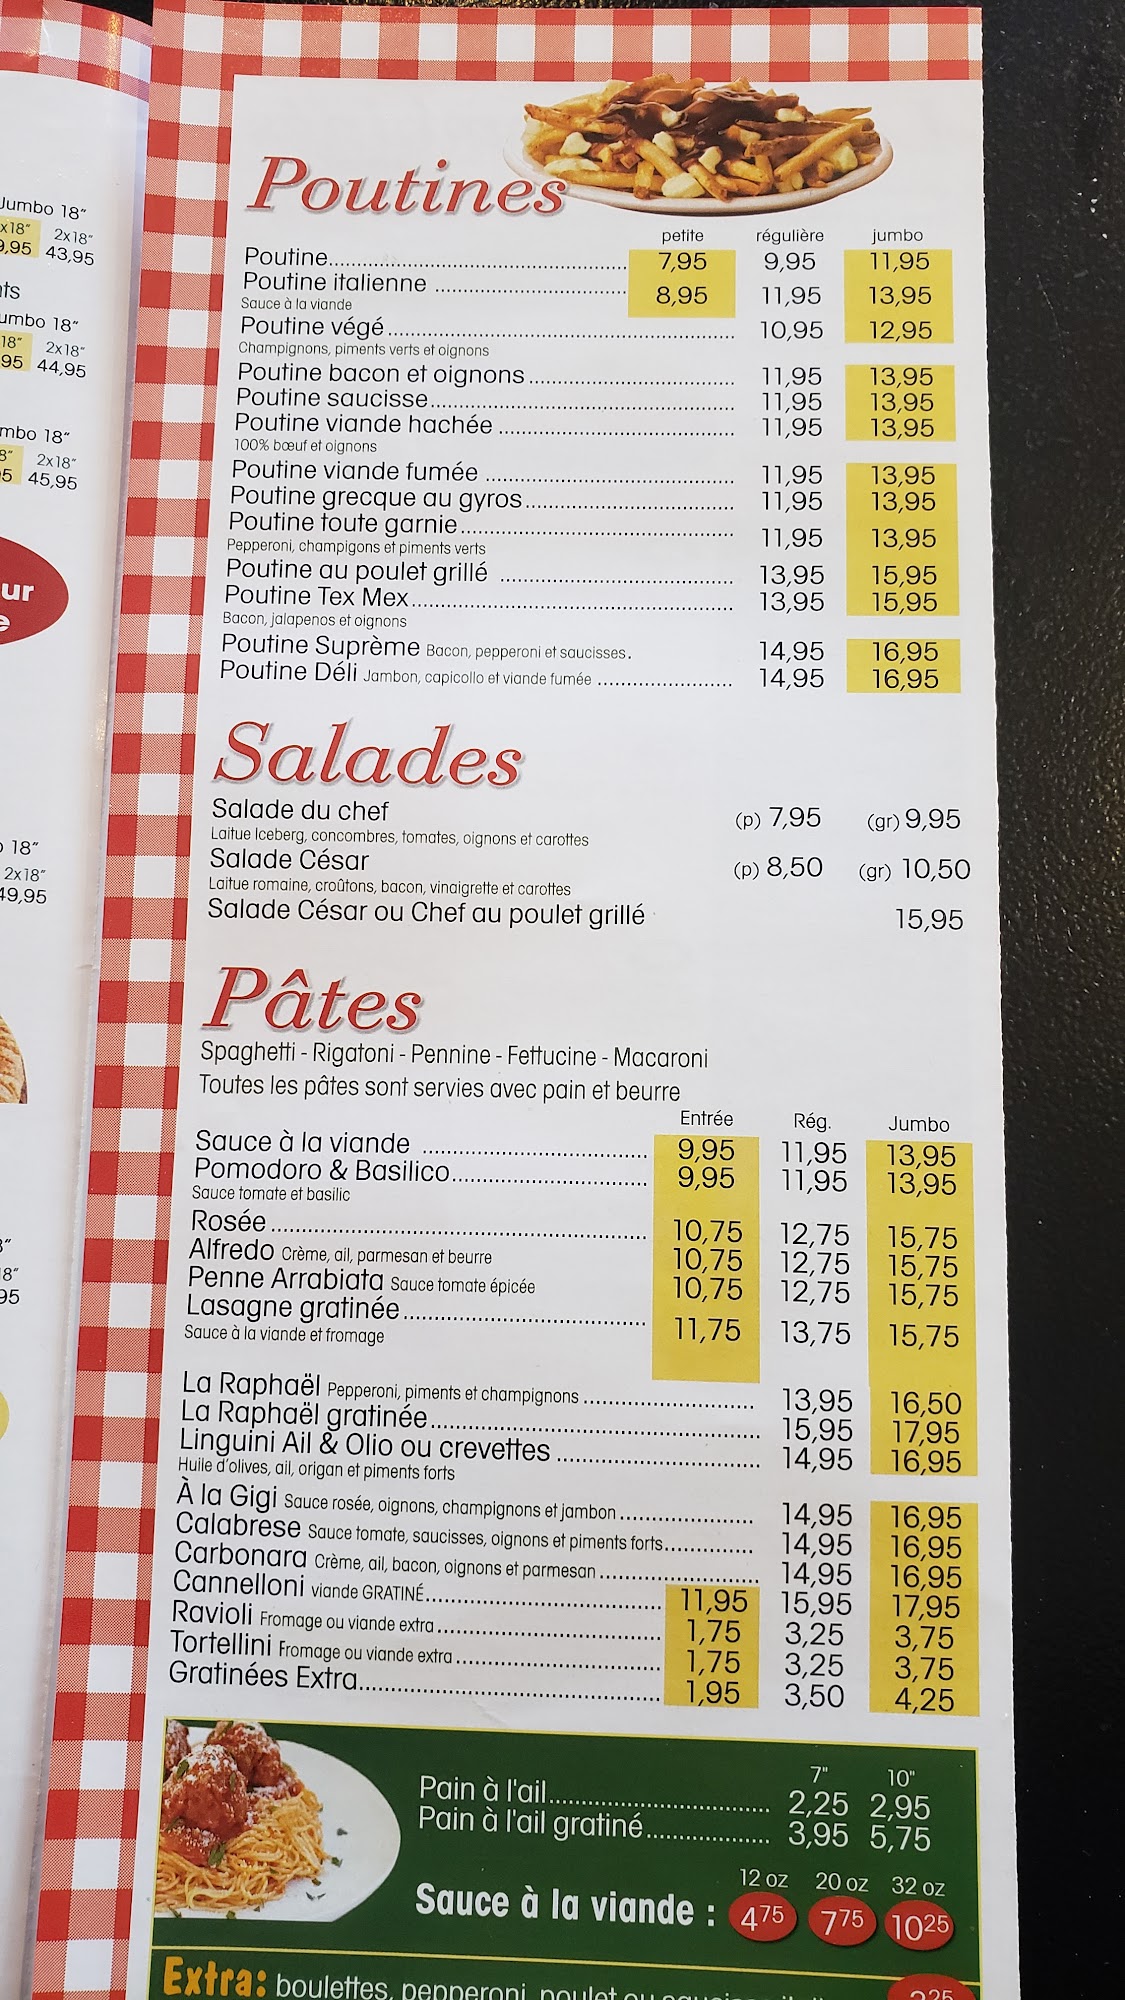 Jumbo 18"
x18" 2x18"
9,95 43,95
nts
umbo 18"
18" 2x18"
95 44,95
mbo 18"
8" 2x18"
95 45,95
ur
e
18"
2x18"
49,95
8"
18"
95
Poutines
petite régulière jumbo
Poutine 7,95 9,95 11,95
Poutine italienne 8,95 11,95 13,95
Sauce à la viande
Poutine végé 10,95 12,95
Champignons, piments verts et oignons
Poutine bacon et oignons 11,95 13,95
Poutine saucisse 11,95 13,95
Poutine viande hachée 11,95 13,95
100% bœuf et oignons
Poutine viande fumée 11,95 13,95
Poutine grecque au gyros 11,95 13,95
Poutine toute garnie 11,95 13,95
Pepperoni, champigons et piments verts
Poutine au poulet grillé 13,95 15,95
Poutine Tex Mex 13,95 15,95
Bacon, jalapenos et oignons
Poutine Suprème Bacon, pepperoni et saucisses. 14,95 16,95
Poutine Déli Jambon, capicollo et viande fumée 14,95 16,95
Salades
Salade du chef (p) 7,95 (gr) 9,95
Laitue Iceberg, concombres, tomates, oignons et carottes
Salade César (p) 8,50 (gr) 10,50
Laitue romaine, croûtons, bacon, vinaigrette et carottes
Salade César ou Chef au poulet grillé 15,95
Pâtes
Spaghetti - Rigatoni - Pennine - Fettucine - Macaroni
Toutes les pâtes sont servies avec pain et beurre
Entrée Rég. Jumbo
Sauce à la viande 9,95 11,95 13,95
Pomodoro & Basilico 9,95 11,95 13,95
Sauce tomate et basilic
Rosée 10,75 12,75 15,75
Alfredo Crème, ail, parmesan et beurre 10,75 12,75 15,75
Penne Arrabiata Sauce tomate épicée 10,75 12,75 15,75
Lasagne gratinée 11,75 13,75 15,75
Sauce à la viande et fromage
La Raphaël Pepperoni, piments et champignons 13,95 16,50
La Raphaël gratinée 15,95 17,95
Linguini Ail & Olio ou crevettes 14,95 16,95
Huile d'olives, ail, origan et piments forts
À la Gigi Sauce rosée, oignons, champignons et jambon 14,95 16,95
Calabrese Sauce tomate, saucisses, oignons et piments forts 14,95 16,95
Carbonara Crème, ail, bacon, oignons et parmesan 14,95 16,95
Cannelloni viande GRATINÉ 11,95 15,95 17,95
Ravioli Fromage ou viande extra 1,75 3,25 3,75
Tortellini Fromage ou viande extra 1,75 3,25 3,75
Gratinées Extra 1,95 3,50 4,25
7" 10"
Pain à l'ail 2,25 2,95
Pain à l'ail gratiné 3,95 5,75
12 oz 20 oz 32 oz
Sauce à la viande : 475 775 1025
Extra: boulettes, pepperoni, poulet ou